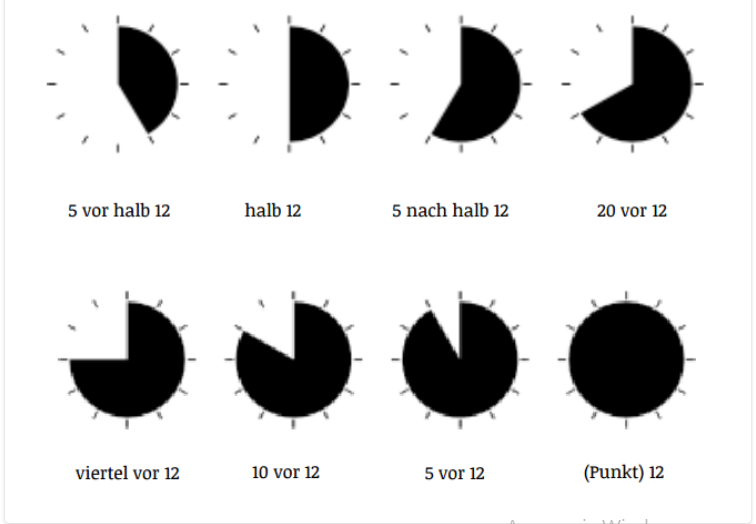 5 vor halb 12
halb 12
5 nach halb 12
20 vor 12
viertel vor 12
10 vor 12
5 vor 12
(Punkt) 12